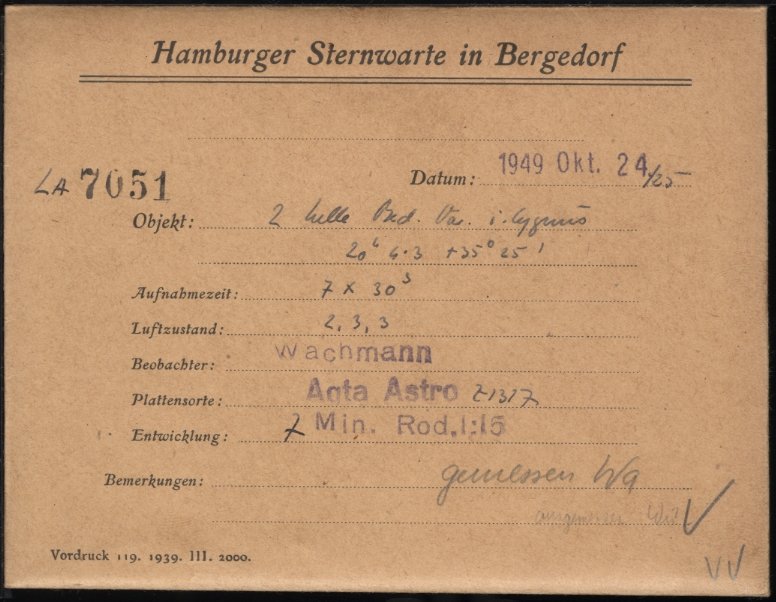 Hamburger Sternwarte in Bergedorf
LA 7051
Datum: 1949 Okt. 24/25
Objekt: 2 helle Bed. Var. i. Cygnus
20h 4.3 +35° 25'
Aufnahmezeit: 7 x 30s
Luftzustand: 2, 3, 3
Beobachter: Wachmann
Plattensorte: Agfa Astro Z1317
Entwicklung: 7 Min. Rod. 1:15
Bemerkungen: gemessen Wa
Vordruck 119. 1939. III. 2000.